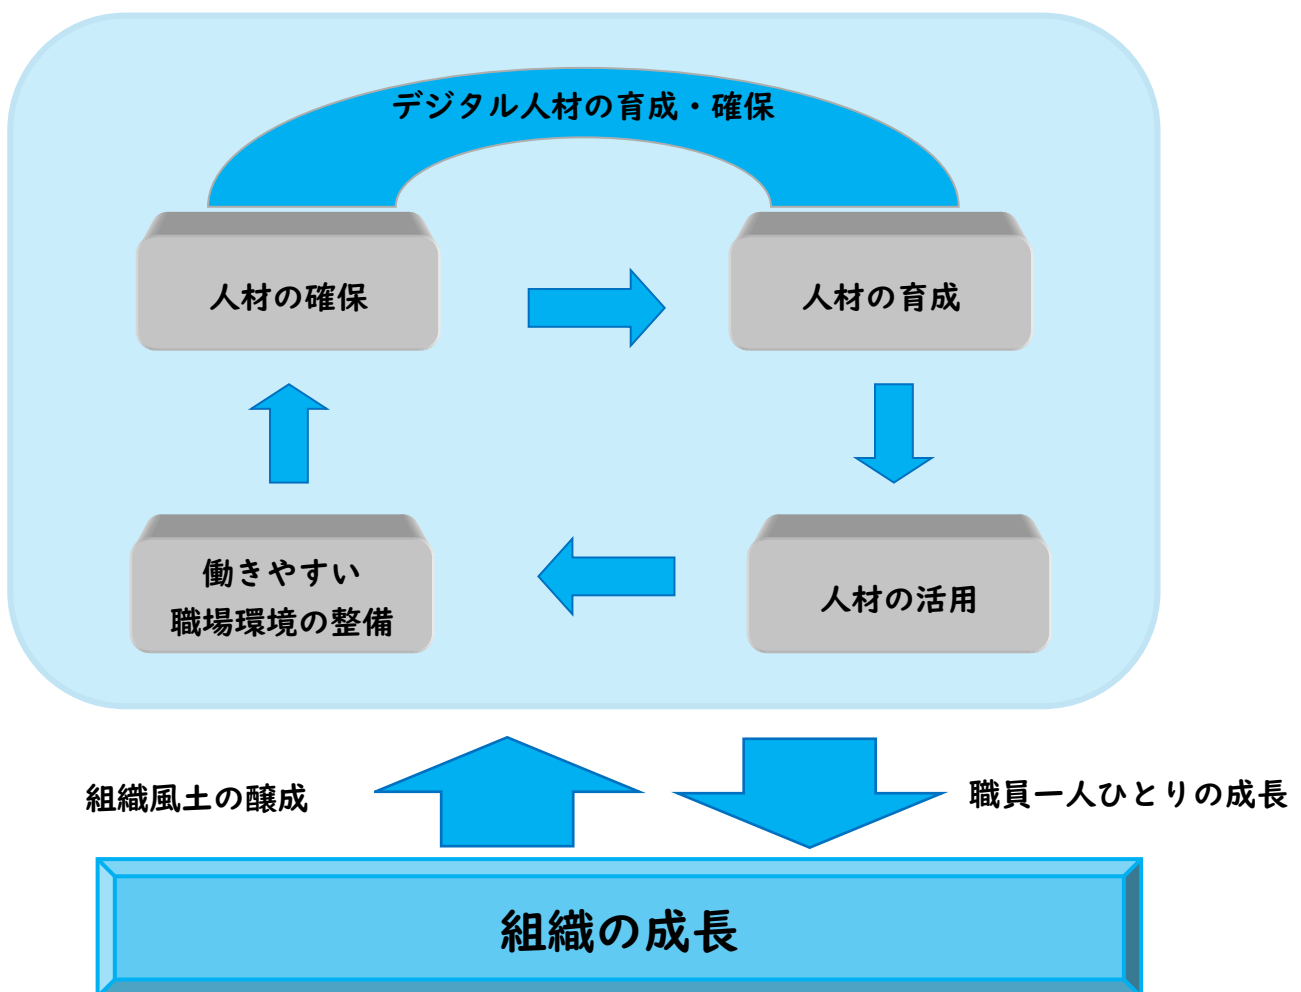 デジタル人材の育成・確保
人材の確保
人材の育成
働きやすい
職場環境の整備
人材の活用
組織風土の醸成
職員一人ひとりの成長
組織の成長